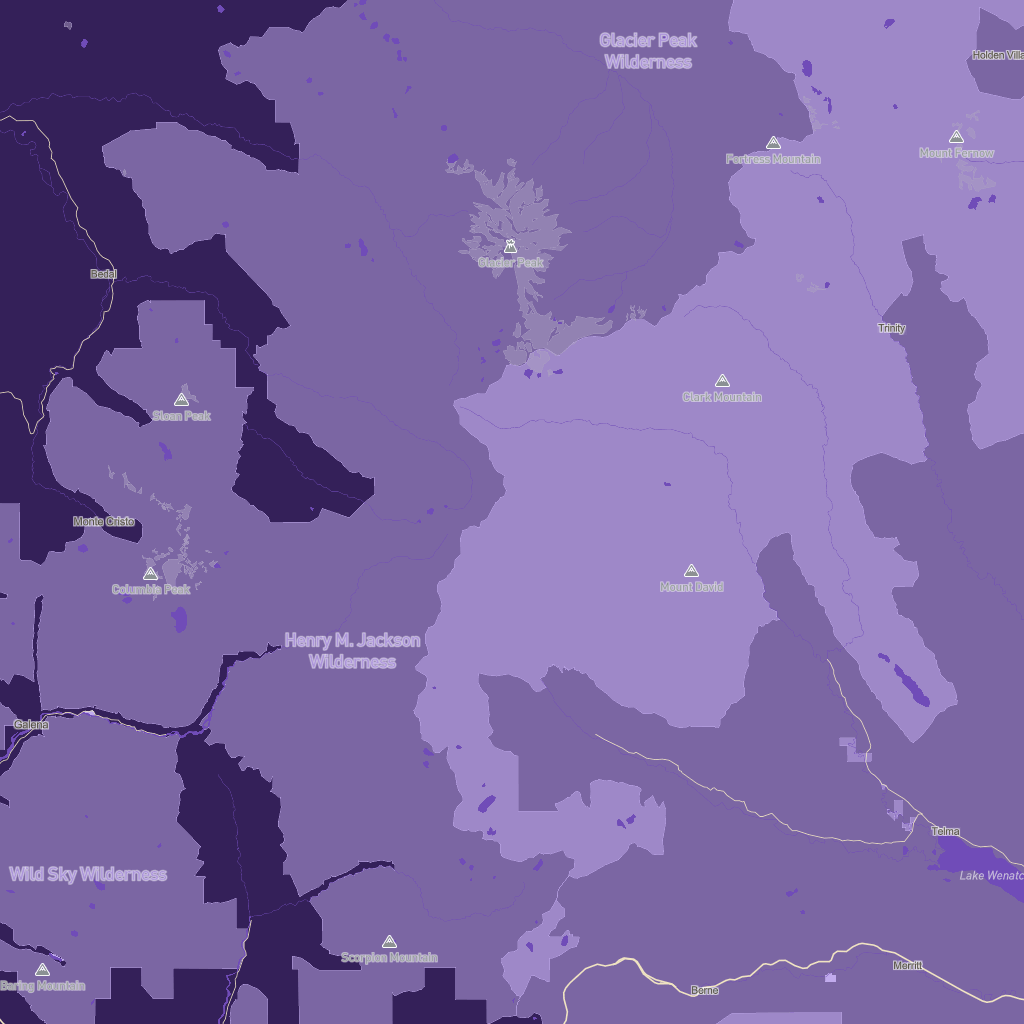 Glacier Peak
Wilderness
Holden Villa
Fortress Mountain
Mount Fernow
Glacier Peak
Bedal
Trinity
Clark Mountain
Sloan Peak
Monte Cristo
Columbia Peak
Mount David
Henry M. Jackson
Wilderness
Galena
Telma
Lake Wenatc
Wild Sky Wilderness
Scorpion Mountain
Baring Mountain
Merritt
Berne